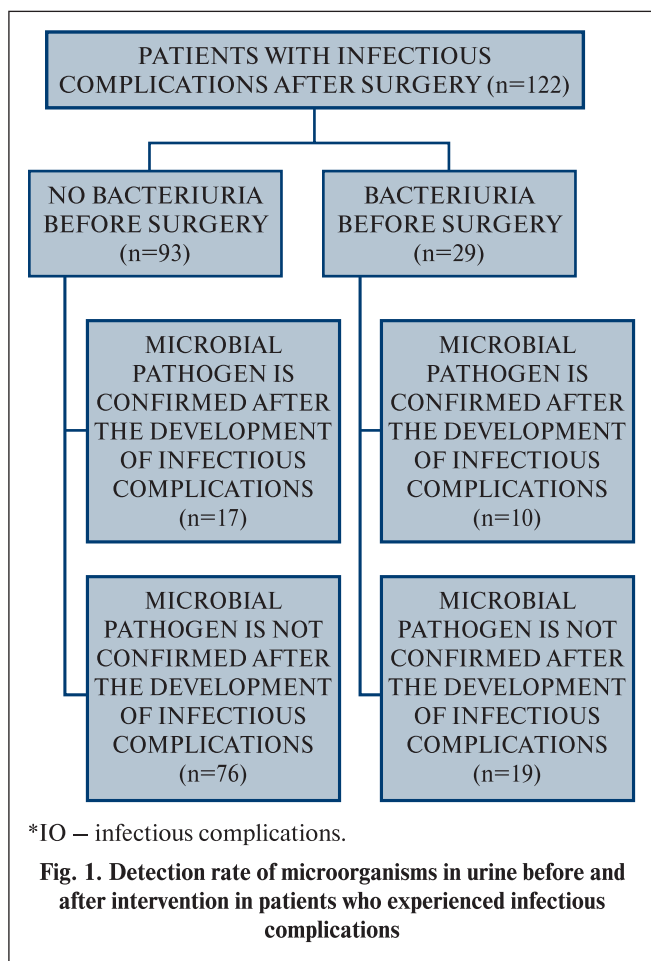 PATIENTS WITH INFECTIOUS
COMPLICATIONS AFTER SURGERY (n=122)
NO BACTERIURIA
BEFORE SURGERY
(n=93)
BACTERIURIA
BEFORE SURGERY
(n=29)
MICROBIAL
PATHOGEN IS
CONFIRMED AFTER
THE DEVELOPMENT
OF INFECTIOUS
COMPLICATIONS
(n=17)
MICROBIAL
PATHOGEN IS
CONFIRMED AFTER
THE DEVELOPMENT
OF INFECTIOUS
COMPLICATIONS
(n=10)
MICROBIAL
PATHOGEN IS NOT
CONFIRMED AFTER
THE DEVELOPMENT
OF INFECTIOUS
COMPLICATIONS
(n=76)
MICROBIAL
PATHOGEN IS NOT
CONFIRMED AFTER
THE DEVELOPMENT
OF INFECTIOUS
COMPLICATIONS
(n=19)
*IO – infectious complications.
Fig. 1. Detection rate of microorganisms in urine before and
after intervention in patients who experienced infectious
complications